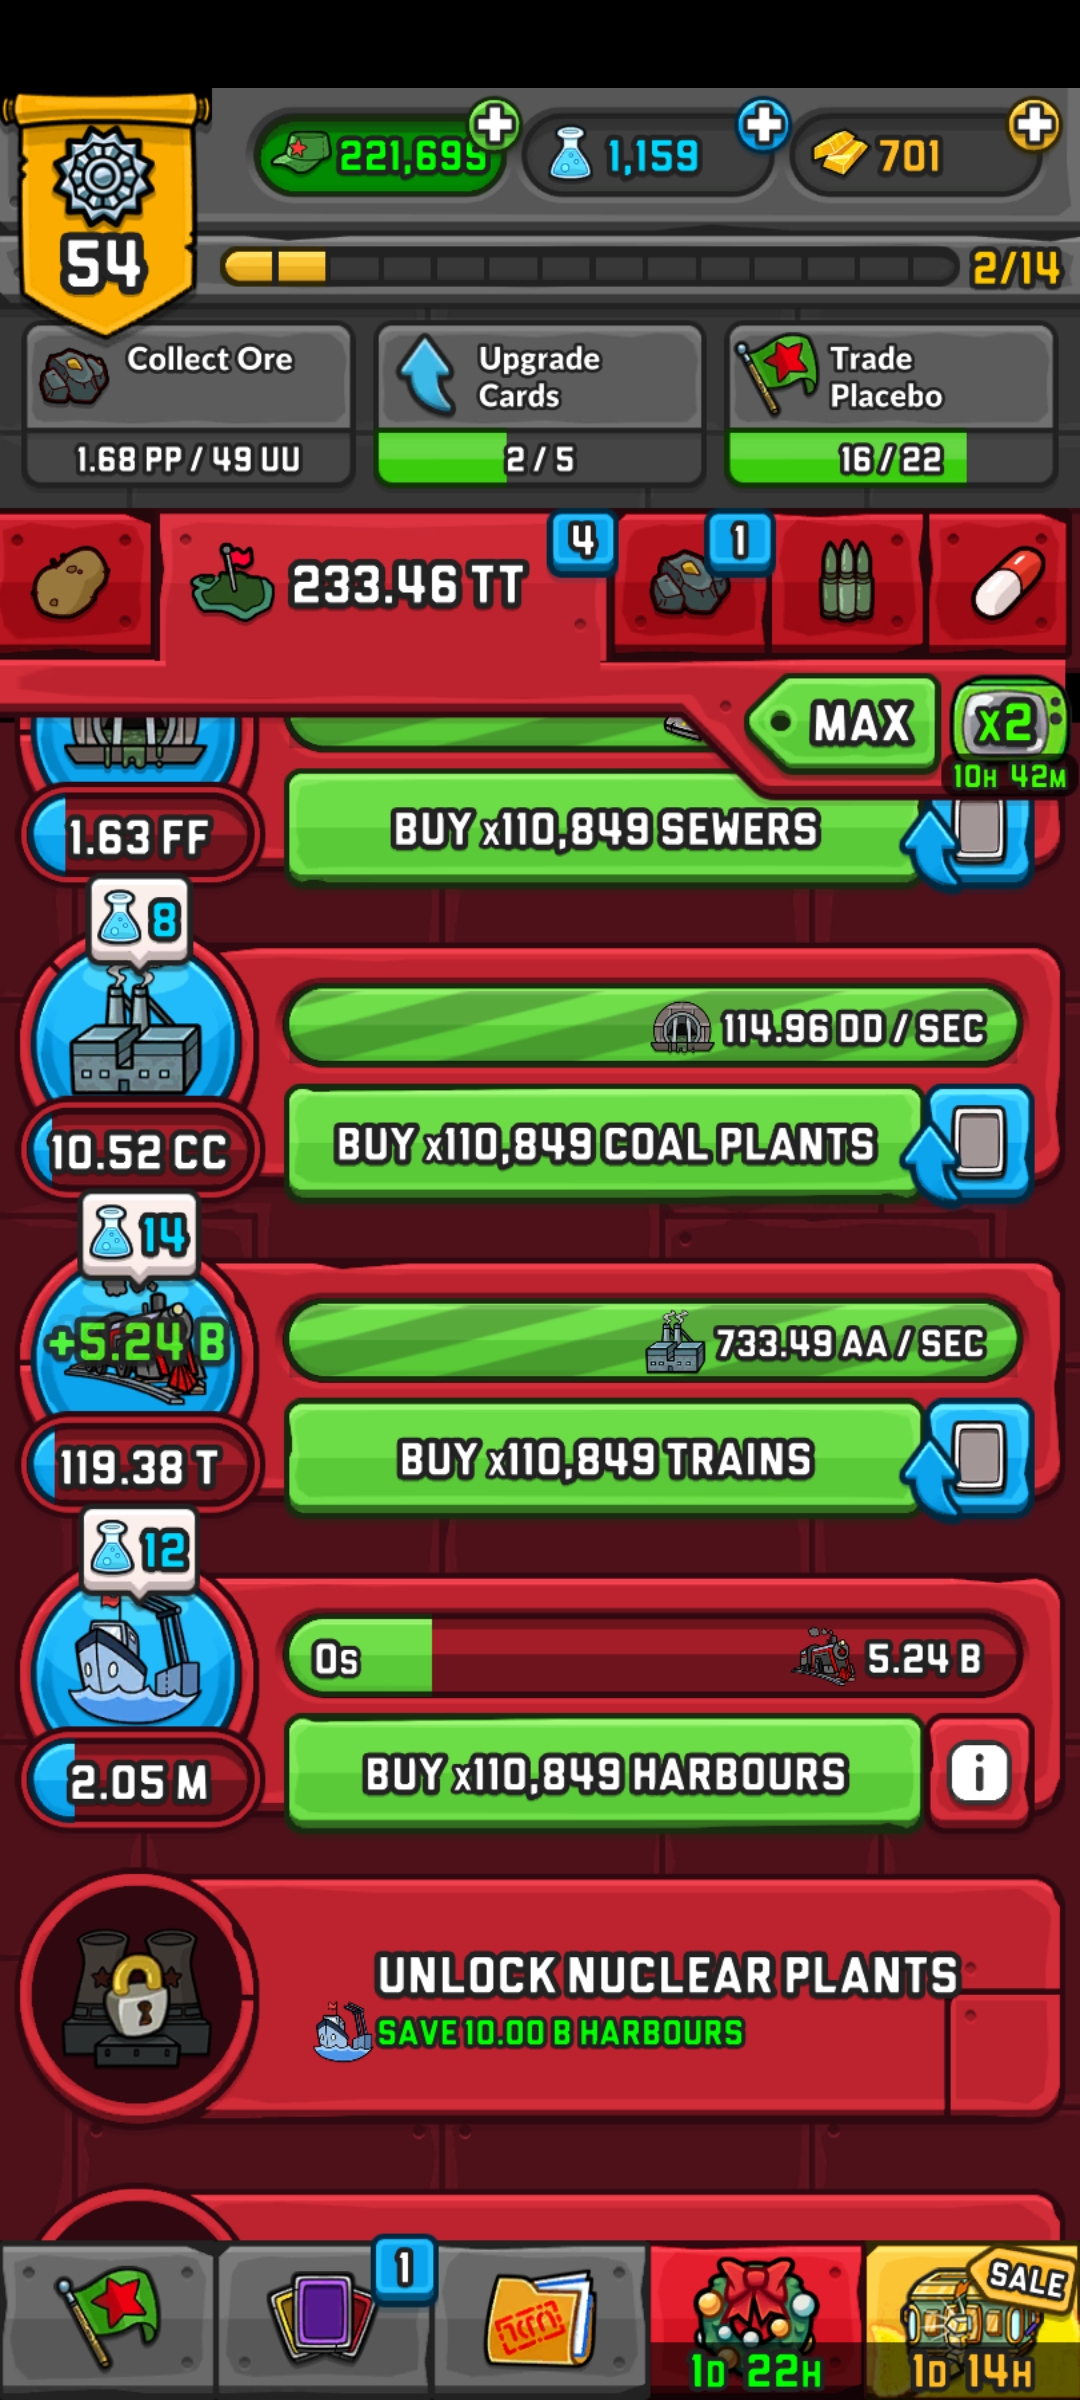 54
221,699
1,159
701
2/14
Collect Ore
1.68 PP / 49 UU
Upgrade
Cards
2 / 5
Trade
Placebo
16 / 22
233.46 TT
4
1
MAX
x2
10H 42M
1.63 FF
BUY x110,849 SEWERS
8
114.96 DD / SEC
10.52 CC
BUY x110,849 COAL PLANTS
14
+5.24 B
733.49 AA / SEC
119.38 T
BUY x110,849 TRAINS
12
0s
5.24 B
2.05 M
BUY x110,849 HARBOURS
i
UNLOCK NUCLEAR PLANTS
SAVE 10.00 B HARBOURS
1
SALE
1D 22H
1D 14H